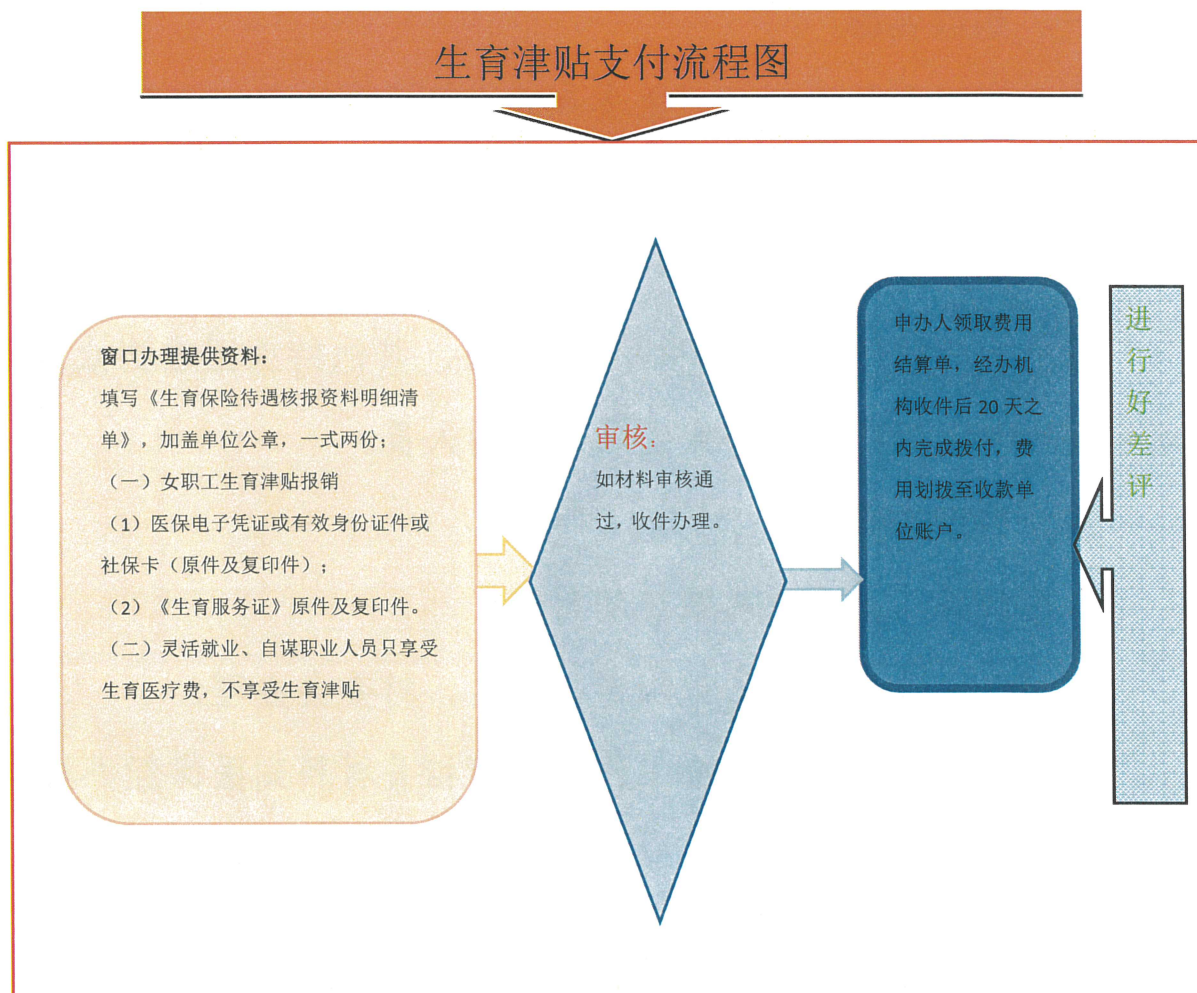 生育津贴支付流程图
窗口办理提供资料：
填写《生育保险待遇核报资料明细清
单》，加盖单位公章，一式两份；
（一）女职工生育津贴报销
（1）医保电子凭证或有效身份证件或
社保卡（原件及复印件）；
（2）《生育服务证》原件及复印件。
（二）灵活就业、自谋职业人员只享受
生育医疗费，不享受生育津贴
审核：
如材料审核通
过，收件办理。
申办人领取费用
结算单，经办机
构收件后 20 天之
内完成拨付，费
用划拨至收款单
位账户。
进
行
好
差
评